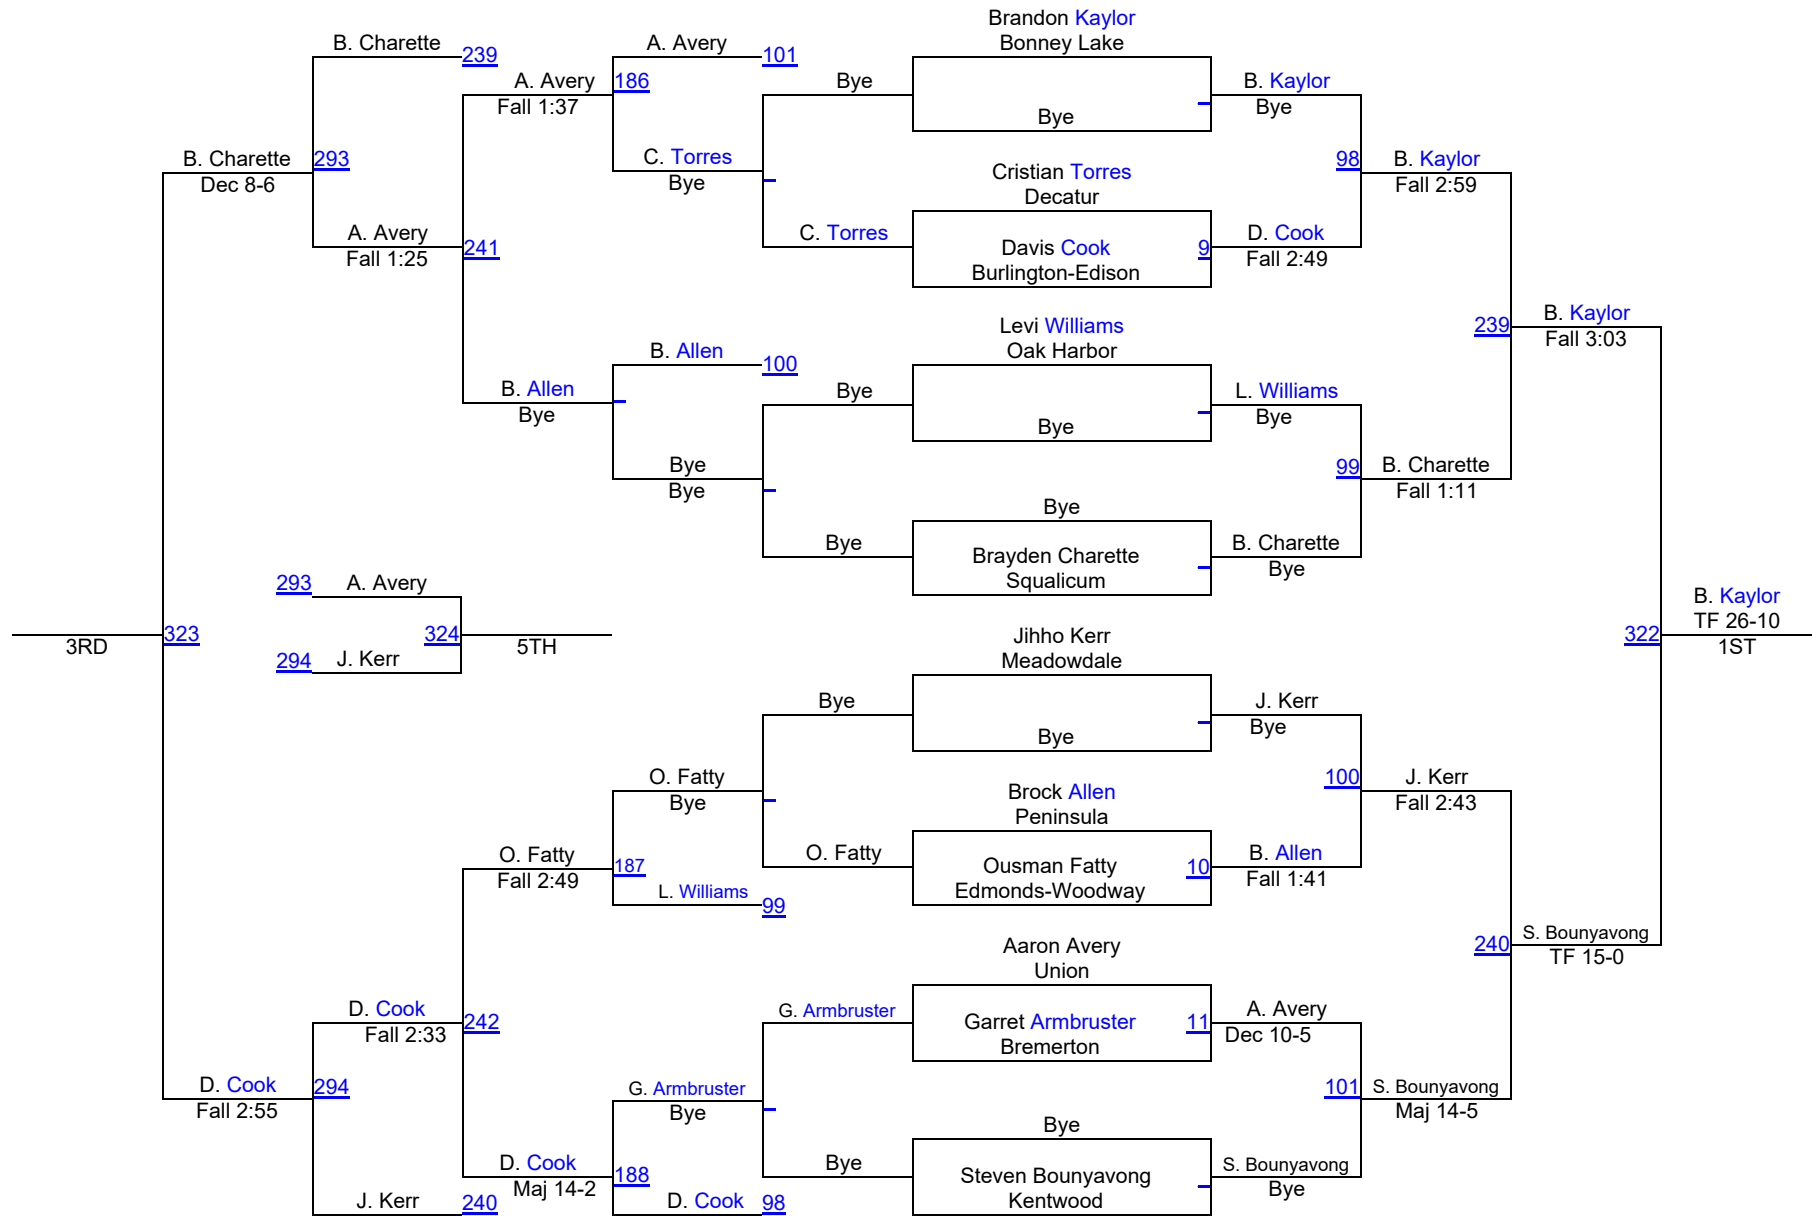 Brandon Kaylor
Bonney Lake
B. Charette
239
A. Avery
101
A. Avery
Fall 1:37
186
Bye
Bye
B. Kaylor
Bye
B. Charette
Dec 8-6
293
C. Torres
Bye
Cristian Torres
Decatur
98
B. Kaylor
Fall 2:59
A. Avery
Fall 1:25
241
C. Torres
Davis Cook
Burlington-Edison
9
D. Cook
Fall 2:49
Levi Williams
Oak Harbor
239
B. Kaylor
Fall 3:03
B. Allen
100
B. Allen
Bye
Bye
Bye
L. Williams
Bye
Bye
Bye
99
B. Charette
Fall 1:11
Bye
Bye
Brayden Charette
Squalicum
B. Charette
Bye
293
A. Avery
3RD
323
324
5TH
294
J. Kerr
Jihho Kerr
Meadowdale
322
B. Kaylor
TF 26-10
1ST
Bye
Bye
J. Kerr
Bye
O. Fatty
Bye
Brock Allen
Peninsula
100
J. Kerr
Fall 2:43
O. Fatty
Fall 2:49
187
O. Fatty
Ousman Fatty
Edmonds-Woodway
10
B. Allen
Fall 1:41
L. Williams
99
Aaron Avery
Union
240
S. Bounyavong
TF 15-0
D. Cook
Fall 2:33
242
G. Armbruster
Garret Armbruster
Bremerton
11
A. Avery
Dec 10-5
D. Cook
Fall 2:55
294
G. Armbruster
Bye
101
S. Bounyavong
Maj 14-5
Bye
D. Cook
Maj 14-2
188
Bye
Steven Bounyavong
Kentwood
S. Bounyavong
Bye
J. Kerr
240
D. Cook
98